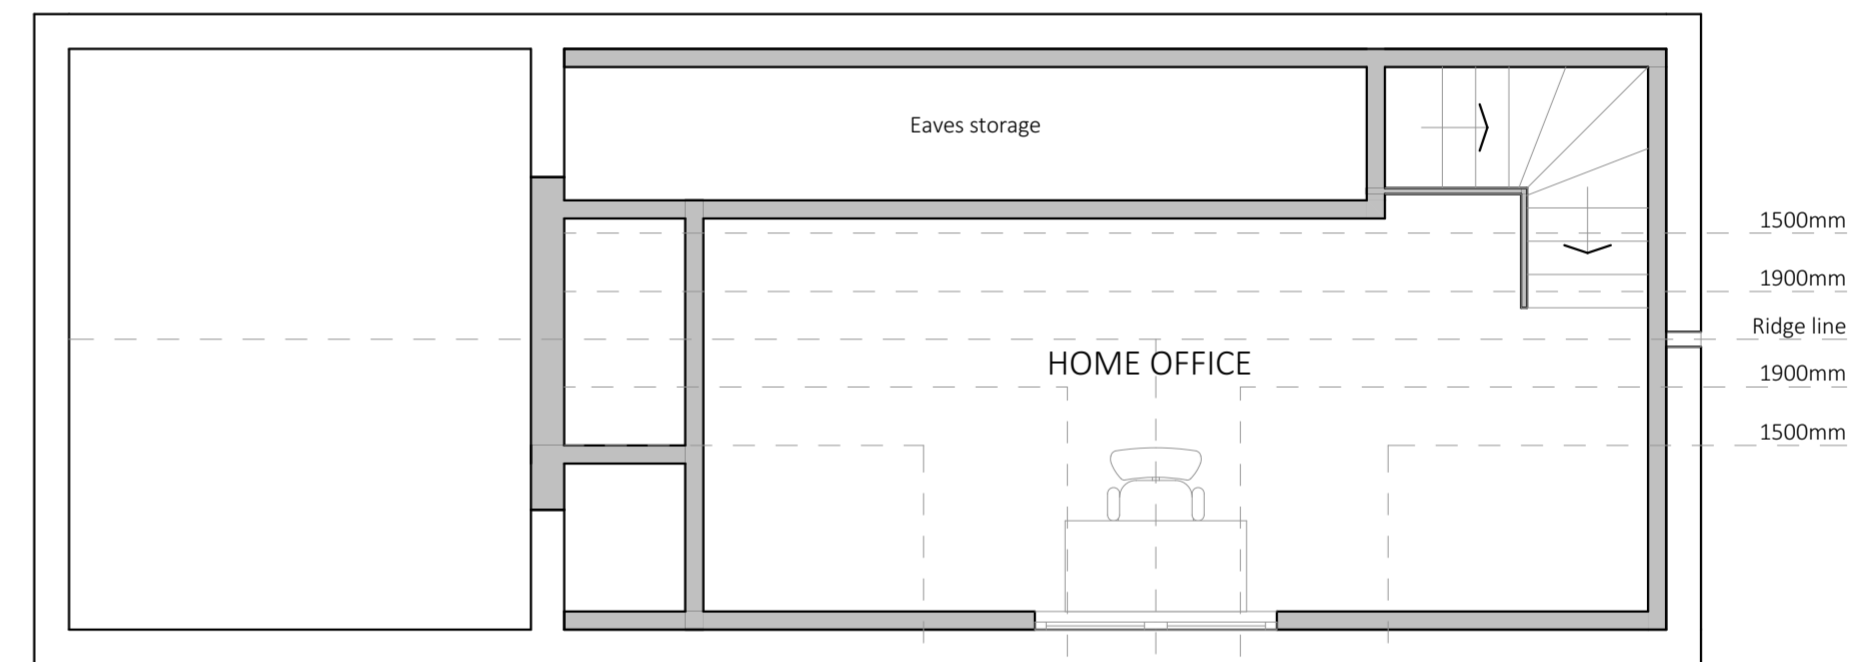 Eaves storage
1500mm
1900mm
Ridge line
HOME OFFICE
1900mm
1500mm